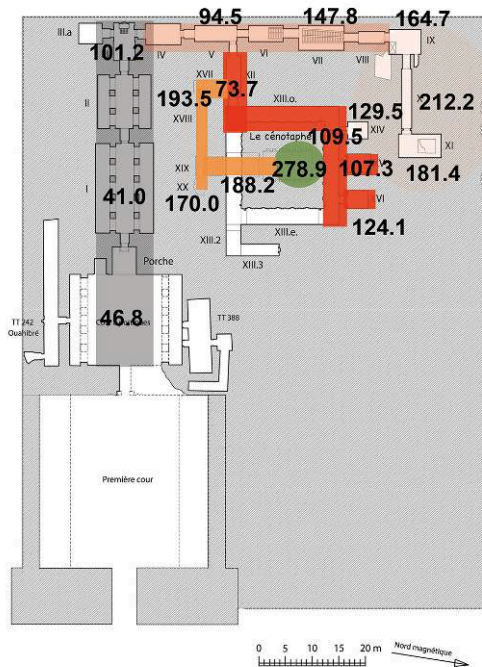 94.5
147.8
164.7
III.a
III
101.2
IV
V
VI
VII
VIII
IX
XVII
XII
73.7
193.5
XVIII
XIII.o.
129.5
XIV
212.2
II
Le cénotaphe
109.5
XI
XIX
278.9
107.3
181.4
XX
188.2
170.0
XVI
I
41.0
124.1
XIII.2
XIII.e.
XIII.3
Porche
46.8
TT 242
Ouahibré
TT 388
Première cour
0 5 10 15 20 m
Nord magnétique